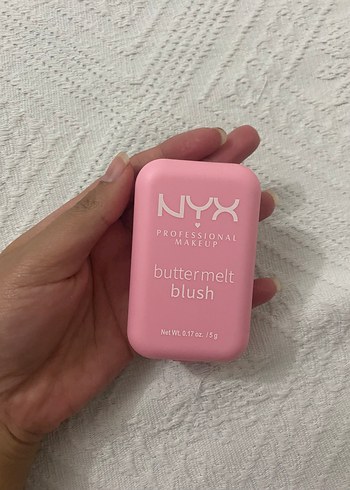 NYX
PROFESSIONAL
MAKEUP
buttermelt
blush
Net Wt. 0.17 oz. / 5 g